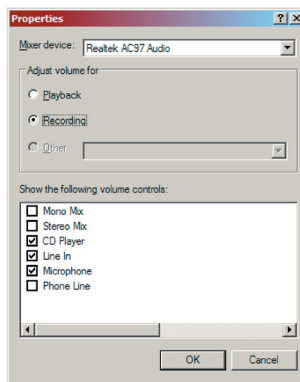 Properties
Mixer device: Realtek AC97 Audio
Adjust volume for
Playback
Recording
Other
Show the following volume controls:
Mono Mix
Stereo Mix
CD Player
Line In
Microphone
Phone Line
OK Cancel